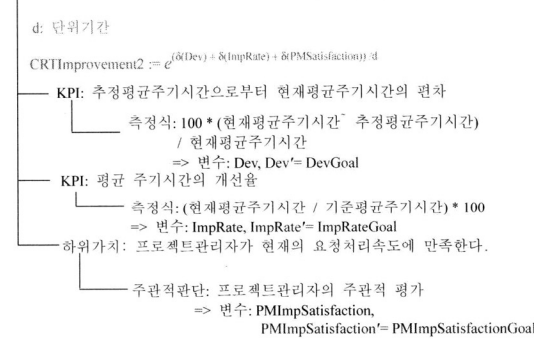 d: 단위기간
CRTImprovement2 := e^(δ(Dev) + δ(ImpRate) + δ(PMSatisfaction)) /d
KPI: 추정평균주기시간으로부터 현재평균주기시간의 편차
측정식: 100 * (현재평균주기시간- 추정평균주기시간)
/ 현재평균주기시간
=> 변수: Dev, Dev'= DevGoal
KPI: 평균 주기시간의 개선율
측정식: (현재평균주기시간 / 기준평균주기시간) * 100
=> 변수: ImpRate, ImpRate'= ImpRateGoal
하위가치: 프로젝트관리자가 현재의 요청처리속도에 만족한다.
주관적판단: 프로젝트관리자의 주관적 평가
=> 변수: PMImpSatisfaction,
PMImpSatisfaction'= PMImpSatisfactionGoal